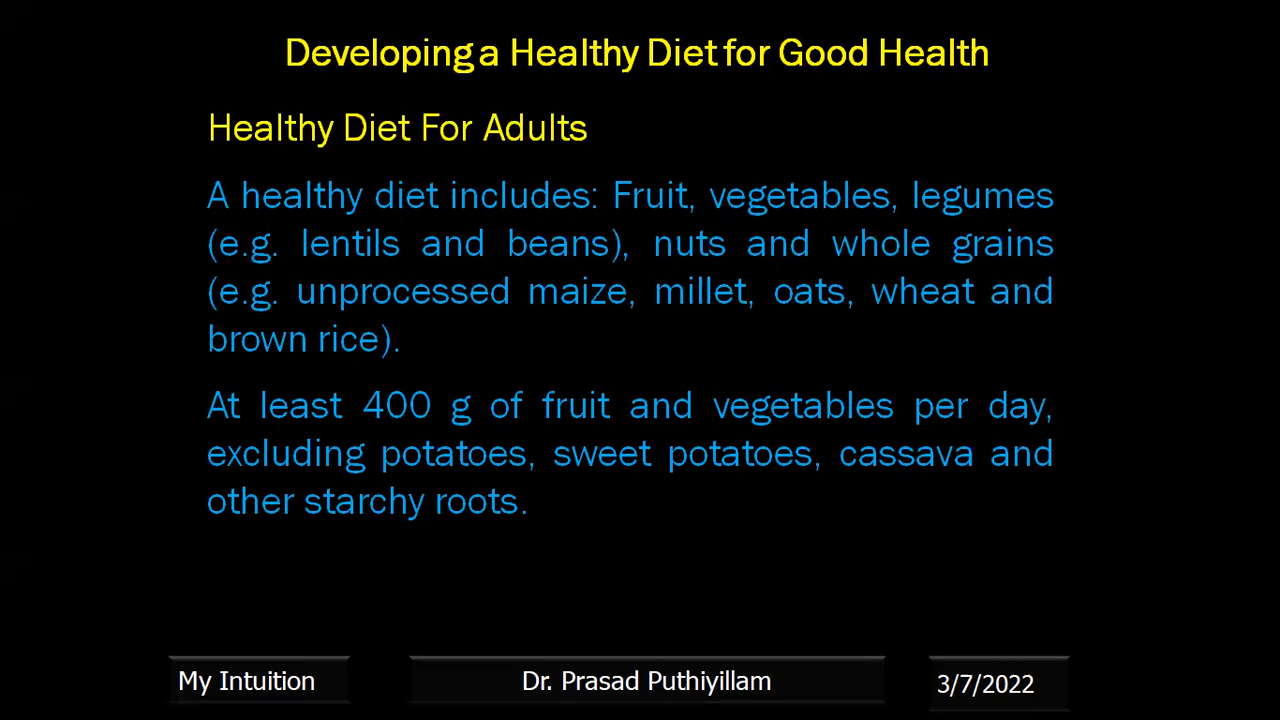 Developing a Healthy Diet for Good Health
Healthy Diet For Adults
A healthy diet includes: Fruit, vegetables, legumes
(e.g. lentils and beans), nuts and whole grains
(e.g. unprocessed maize, millet, oats, wheat and
brown rice).
At least 400 g of fruit and vegetables per day,
excluding potatoes, sweet potatoes, cassava and
other starchy roots.
My Intuition
Dr. Prasad Puthiyillam
3/7/2022